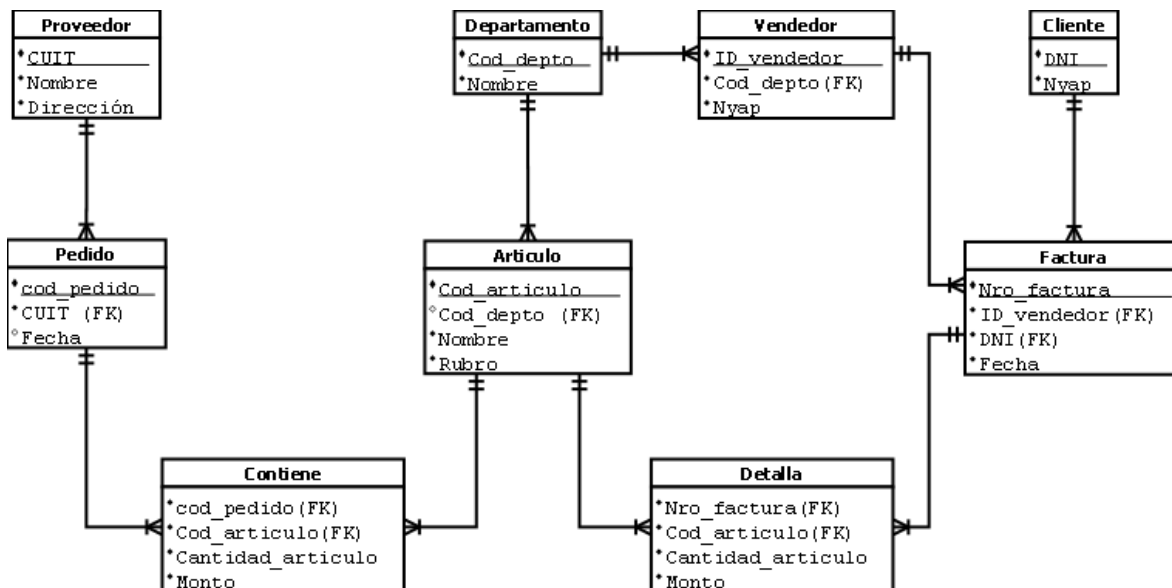 Proveedor
CUIT
Nombre
Dirección
Departamento
Cod_depto
Nombre
Vendedor
ID_vendedor
Cod_depto(FK)
Nyap
Cliente
DNI
Nyap
Pedido
cod_pedido
CUIT (FK)
Fecha
Articulo
Cod_articulo
Cod_depto (FK)
Nombre
Rubro
Factura
Nro_factura
ID_vendedor(FK)
DNI(FK)
Fecha
Contiene
cod_pedido(FK)
Cod_articulo(FK)
Cantidad_articulo
Monto
Detalla
Nro_factura(FK)
Cod_articulo(FK)
Cantidad_articulo
Monto